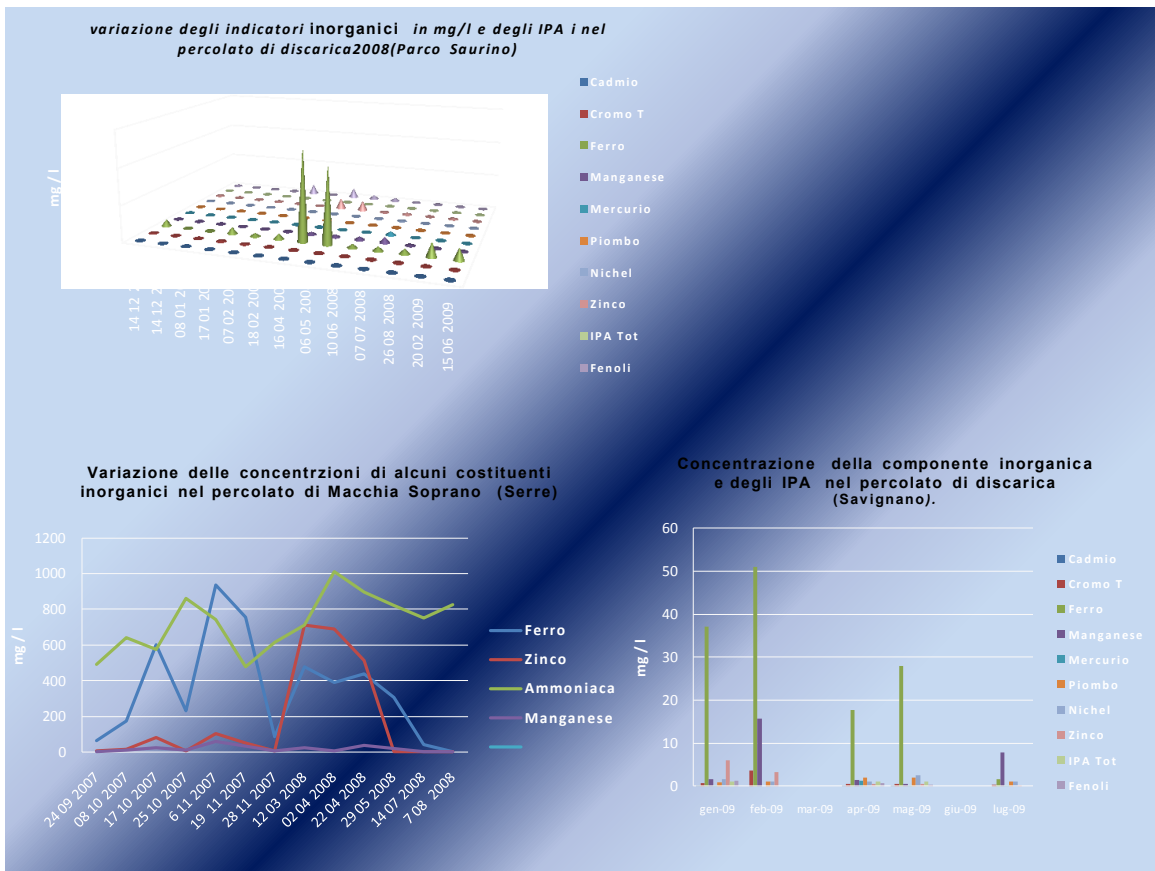 variazione degli indicatori inorganici in mg/l e degli IPA i nel
percolato di discarica2008(Parco Saurino)
mg / l
14 12 2
14 12 2
08 01 2
17 01 200
07 02 20
18 02 200
16 04 200
06 05 200
10 06 2008
07 07 2008
26 08 2008
20 02 2009
15 06 2009
Cadmio
Cromo T
Ferro
Manganese
Mercurio
Piombo
Nichel
Zinco
IPA Tot
Fenoli
Variazione delle concentrzioni di alcuni costituenti
inorganici nel percolato di Macchia Soprano (Serre)
mg / l
1200
1000
800
600
400
200
0
24 09 2007
08 10 2007
17 10 2007
25 10 2007
6 11 2007
19 11 2007
28 11 2007
12 03 2008
02 04 2008
22 04 2008
29 05 2008
14 07 2008
7 08 2008
Ferro
Zinco
Ammoniaca
Manganese
Concentrazione della componente inorganica
e degli IPA nel percolato di discarica
(Savignano).
mg / l
60
50
40
30
20
10
0
gen-09
feb-09
mar-09
apr-09
mag-09
giu-09
lug-09
Cadmio
Cromo T
Ferro
Manganese
Mercurio
Piombo
Nichel
Zinco
IPA Tot
Fenoli